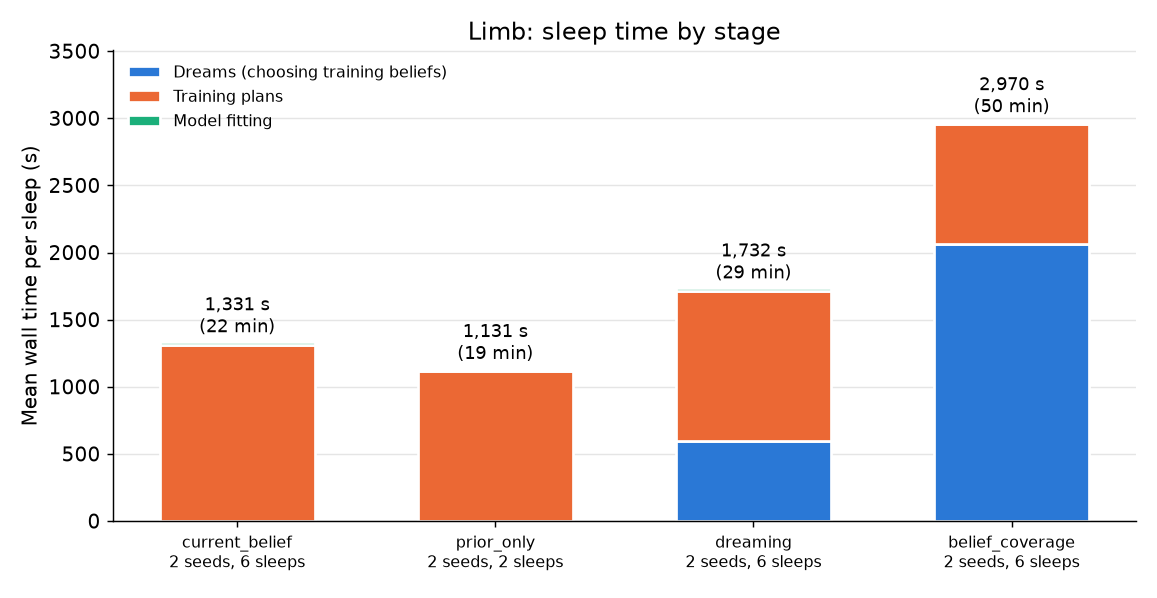 Limb: sleep time by stage
Dreams (choosing training beliefs)
Training plans
Model fitting
Mean wall time per sleep (s)
3500
3000
2500
2000
1500
1000
500
0
1,331 s
(22 min)
1,131 s
(19 min)
1,732 s
(29 min)
2,970 s
(50 min)
current_belief
2 seeds, 6 sleeps
prior_only
2 seeds, 2 sleeps
dreaming
2 seeds, 6 sleeps
belief_coverage
2 seeds, 6 sleeps